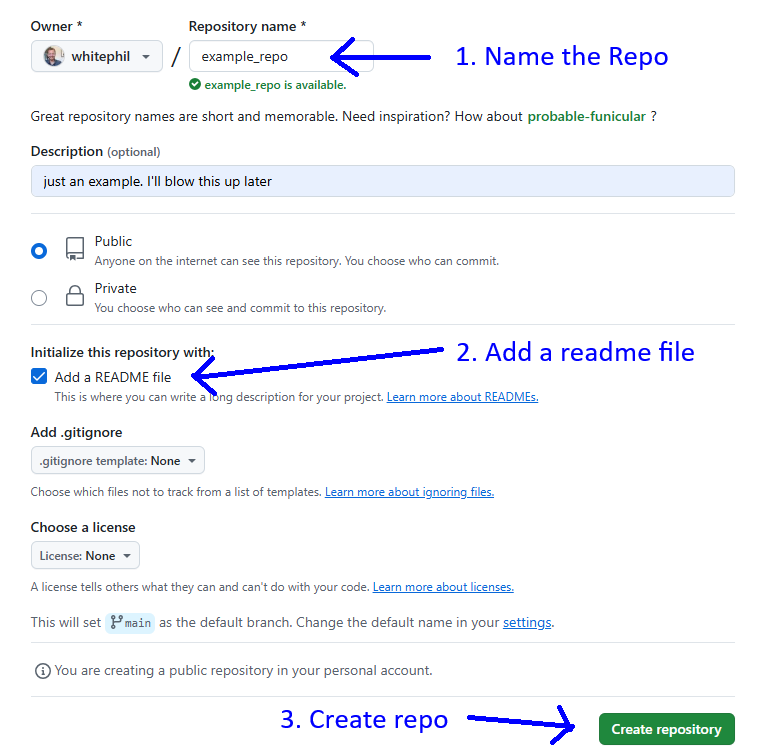 Owner * Repository name *
whitephil / example_repo 1. Name the Repo
example_repo is available.
Great repository names are short and memorable. Need inspiration? How about probable-funicular ?
Description (optional)
just an example. I'll blow this up later
Public
Anyone on the internet can see this repository. You choose who can commit.
Private
You choose who can see and commit to this repository.
Initialize this repository with: 2. Add a readme file
Add a README file
This is where you can write a long description for your project. Learn more about READMEs.
Add .gitignore
.gitignore template: None
Choose which files not to track from a list of templates. Learn more about ignoring files.
Choose a license
License: None
A license tells others what they can and can't do with your code. Learn more about licenses.
This will set main as the default branch. Change the default name in your settings.
You are creating a public repository in your personal account.
3. Create repo Create repository